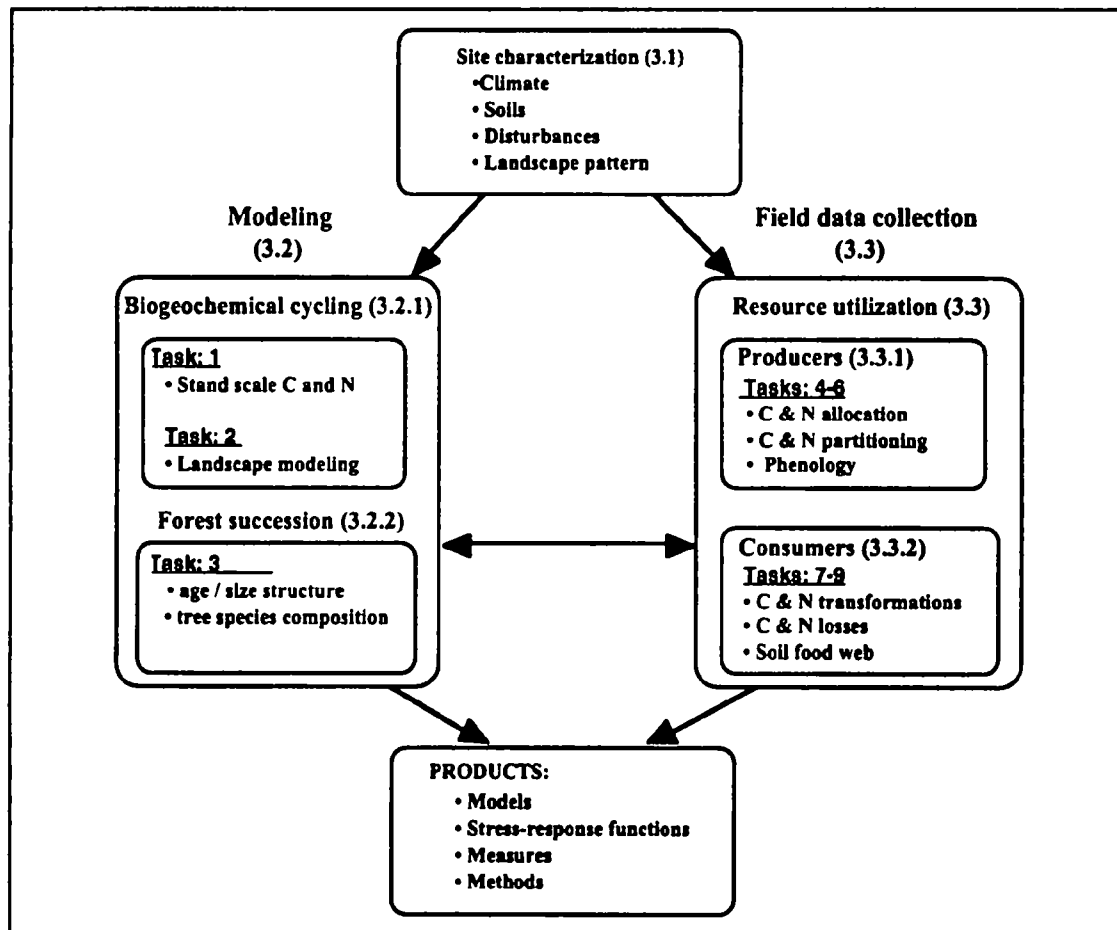 Site characterization (3.1)
•Climate
• Soils
• Disturbances
• Landscape pattern
Modeling
(3.2)
Field data collection
(3.3)
Biogeochemical cycling (3.2.1)
Task: 1
• Stand scale C and N
Task: 2
• Landscape modeling
Forest succession (3.2.2)
Task: 3
• age / size structure
• tree species composition
Resource utilization (3.3)
Producers (3.3.1)
Tasks: 4-6
• C & N allocation
• C & N partitioning
• Phenology
Consumers (3.3.2)
Tasks: 7-9
• C & N transformations
• C & N losses
• Soil food web
PRODUCTS:
• Models
• Stress-response functions
• Measures
• Methods